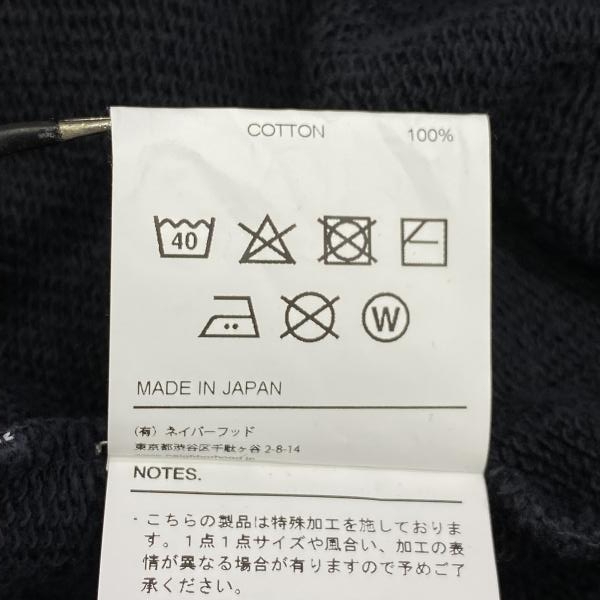 COTTON 100%
40
W
MADE IN JAPAN
(有) ネイバーフッド
東京都渋谷区千駄ヶ谷 2-8-14
NOTES.
・こちらの製品は特殊加工を施しておりま
す。1点1点サイズや風合い、加工の表
情が異なる場合が有りますので予めご了
承ください。